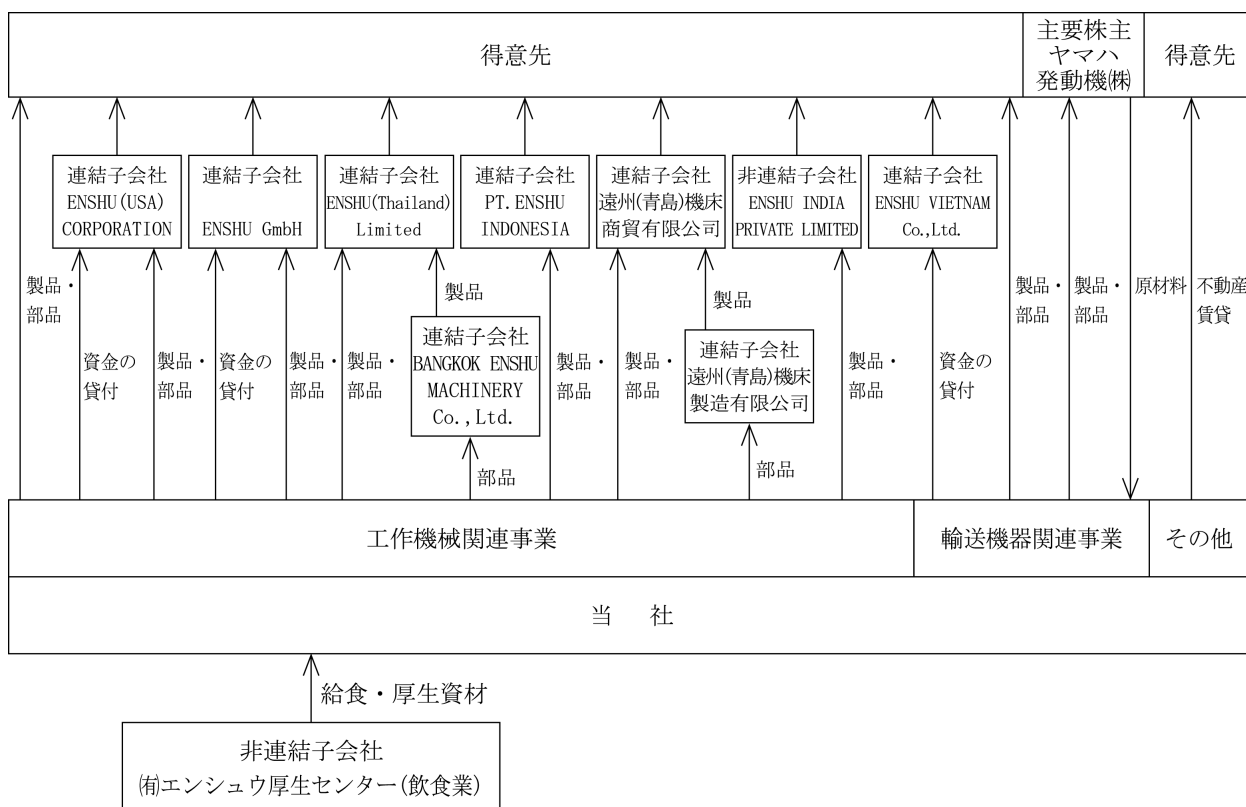 得意先
主要株主
ヤマハ
発動機㈱
得意先
連結子会社
ENSHU(USA)
CORPORATION
連結子会社
ENSHU GmbH
連結子会社
ENSHU(Thailand)
Limited
連結子会社
PT.ENSHU
INDONESIA
連結子会社
遠州(青島)機床
商貿有限公司
非連結子会社
ENSHU INDIA
PRIVATE LIMITED
連結子会社
ENSHU VIETNAM
Co.,Ltd.
製品・
部品
資金の
貸付
製品・
部品
資金の
貸付
製品・
部品
製品・
部品
製品
連結子会社
BANGKOK ENSHU
MACHINERY
Co.,Ltd.
部品
製品・
部品
製品・
部品
製品
連結子会社
遠州(青島)機床
製造有限公司
部品
製品・
部品
資金の
貸付
製品・
部品
製品・
部品
原材料
不動産
賃貸
工作機械関連事業
輸送機器関連事業
その他
当 社
給食・厚生資材
非連結子会社
㈲エンシュウ厚生センター(飲食業)